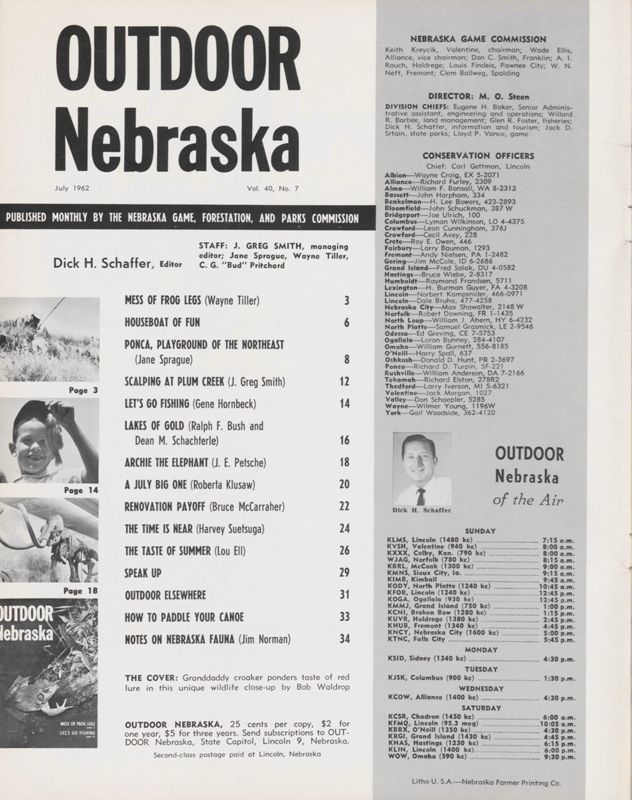 OUTDOOR
Nebraska
July 1962
Vol. 40, No. 7
PUBLISHED MONTHLY BY THE NEBRASKA GAME, FORESTATION, AND PARKS COMMISSION
Dick H. Schaffer, Editor
STAFF: J. GREG SMITH, managing
editor; Jane Sprague, Wayne Tiller,
C. G. "Bud" Pritchard
MESS OF FROG LEGS (Wayne Tiller) 3
HOUSEBOAT OF FUN 6
PONCA, PLAYGROUND OF THE NORTHEAST
(Jane Sprague) 8
SCALPING AT PLUM CREEK (J. Greg Smith) 12
LET'S GO FISHING (Gene Hornbeck) 14
LAKES OF GOLD (Ralph F. Bush and
Dean M. Schachterle) 16
ARCHIE THE ELEPHANT (J. E. Petsche) 18
A JULY BIG ONE (Roberta Klusaw) 20
RENOVATION PAYOFF (Bruce McCarraher) 22
THE TIME IS NEAR (Harvey Suetsuga) 24
THE TASTE OF SUMMER (Lou Ell) 26
SPEAK UP 29
OUTDOOR ELSEWHERE 31
HOW TO PADDLE YOUR CANOE 33
NOTES ON NEBRASKA FAUNA (Jim Norman) 34
Page 3
Page 14
Page 18
OUTDOOR
Nebraska
MESS OF FROG LEGS
LET'S GO FISHING
THE COVER: Granddaddy croaker ponders taste of red
lure in this unique wildlife close-up by Bob Waldrop
OUTDOOR NEBRASKA, 25 cents per copy, $2 for
one year, $5 for three years. Send subscriptions to OUT-
DOOR Nebraska, State Capitol, Lincoln 9, Nebraska.
Second-class postage paid at Lincoln, Nebraska
NEBRASKA GAME COMMISSION
Keith Kreycik, Valentine, chairman; Wade Ellis,
Alliance, vice chairman; Don C. Smith, Franklin; A. I.
Rauch, Holdrege; Louis Findeis, Pawnee City; W. N.
Neff, Fremont; Clem Ballweg, Spalding
DIRECTOR: M. O. Steen
DIVISION CHIEFS: Eugene H. Baker, Senior Adminis-
trative assistant, engineering and operations; Willard
R. Barbee, land management; Glen R. Foster, fisheries;
Dick H. Schaffer, information and tourism; Jack D.
Strain, state parks; Lloyd P. Vance, game
CONSERVATION OFFICERS
Chief: Carl Gettman, Lincoln
Albion—Wayne Craig, EX 5-2071
Alliance—Richard Furley, 2309
Alma—William F. Bonsall, WA 8-2313
Bassett—John Harpham, 334
Benkelman—H. Lee Bowers, 423-2893
Bloomfield—John Schuckman, 387 W
Bridgeport—Joe Ulrich, 100
Columbus—Lyman Wilkinson, LO 4-4375
Crawford—Leon Cunningham, 376J
Crawford—Cecil Avey, 228
Crete—Roy E. Owen, 446
Fairbury—Larry Bauman, 1293
Fremont—Andy Nielsen, PA 1-2482
Gering—Jim McCole, ID 6-2686
Grand Island—Fred Salak, DU 4-0582
Hastings—Bruce Wiebe, 2-8317
Humboldt—Raymond Frandsen, 5711
Lexington—H. Burman Guyer, FA 4-3208
Lincoln—Norbert Kampsnider, 466-0971
Lincoln—Dale Bruha, 477-4258
Nebraska City—Max Showalter, 2148 W
Norfolk—Robert Downing, FR 1-1435
North Loup—William J. Ahern, HY 6-4232
North Platte—Samuel Grasmick, LE 2-9546
Odessa—Ed Greving, CE 7-5753
Ogallala—Loron Bunney, 284-4107
Omaha—William Gurnett, 556-8185
O'Neill—Harry Spall, 637
Oshkosh—Donald D. Hunt, PR 2-3697
Ponca—Richard D. Turpin, 5F-221
Rushville—William Anderson, DA 7-2166
Tekamah—Richard Elston, 278R2
Thedford—Larry Iverson, MI 5-6321
Valentine—Jack Morgan, 1027
Valley—Don Schaepler, 5285
Wayne—Wilmer Young, 1196W
York—Gail Woodside, 362-4120
Dick H. Schaffer
OUTDOOR
Nebraska
of the Air
SUNDAY
KLMS, Lincoln (1480 kc) 7:15 a.m.
KVSH, Valentine (940 kc) 8:00 a.m.
KXXX, Colby, Kan. (790 kc) 8:00 a.m.
WJAG, Norfolk (780 kc) 8:15 a.m.
KBRL, McCook (1300 kc) 9:00 a.m.
KMNS, Sioux City, Ia. 9:15 a.m.
KIMB, Kimball 9:45 a.m.
KODY, North Platte (1240 kc) 10:45 a.m.
KFOR, Lincoln (1240 kc) 12:45 p.m.
KOGA, Ogallala (930 kc) 12:45 p.m.
KMMJ, Grand Island (750 kc) 1:00 p.m.
KCNI, Broken Bow (1280 kc) 1:15 p.m.
KUVR, Holdrege (1380 kc) 2:45 p.m.
KHUB, Fremont (1340 kc) 4:45 p.m.
KNCY, Nebraska City (1600 kc) 5:00 p.m.
KTNC, Falls City 5:45 p.m.
MONDAY
KSID, Sidney (1340 kc) 4:30 p.m.
TUESDAY
KJSK, Columbus (900 kc) 1:30 p.m.
WEDNESDAY
KCOW, Alliance (1400 kc) 4:30 p.m.
SATURDAY
KCSR, Chadron (1450 kc) 6:00 a.m.
KFMQ, Lincoln (95.3 meg) 10:05 a.m.
KBRX, O'Neill (1350 kc) 4:30 p.m.
KRGI, Grand Island (1430 kc) 4:45 p.m.
KHAS, Hastings (1230 kc) 6:15 p.m.
KLIN, Lincoln (1400 kc) 6:00 p.m.
WOW, Omaha (590 kc) 9:30 p.m.
Litho U. S.A.—Nebraska Farmer Printing Co.